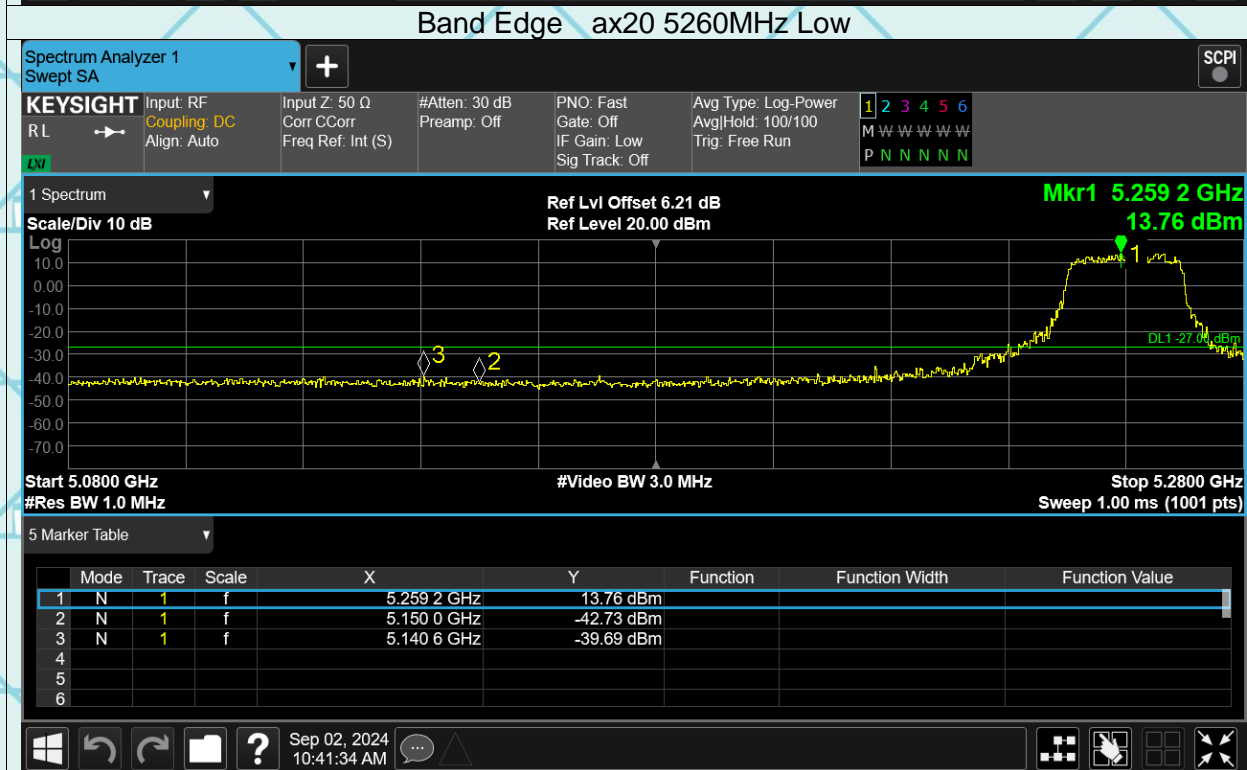 Band Edge ax20 5260MHz Low
Spectrum Analyzer 1
Swept SA
+
SCPI
KEYSIGHT Input: RF Input Z: 50 Ω #Atten: 30 dB PNO: Fast Avg Type: Log-Power 1 2 3 4 5 6
R L Coupling: DC Corr CCorr Preamp: Off Gate: Off Avg|Hold: 100/100 M W W W W W W
Align: Auto Freq Ref: Int (S) IF Gain: Low Trig: Free Run
LXI Sig Track: Off P N N N N N
1 Spectrum
Mkr1 5.259 2 GHz
Ref Lvl Offset 6.21 dB
13.76 dBm
Scale/Div 10 dB Ref Level 20.00 dBm
Log
10.0
0.00
-10.0
-20.0
-30.0
-40.0
-50.0
-60.0
-70.0
1
DL1 -27.00 dBm
3
2
Start 5.0800 GHz #Video BW 3.0 MHz Stop 5.2800 GHz
#Res BW 1.0 MHz Sweep 1.00 ms (1001 pts)
5 Marker Table
Mode Trace Scale X Y Function Function Width Function Value
1 N 1 f 5.259 2 GHz 13.76 dBm
2 N 1 f 5.150 0 GHz -42.73 dBm
3 N 1 f 5.140 6 GHz -39.69 dBm
4
5
6
?
Sep 02, 2024
10:41:34 AM